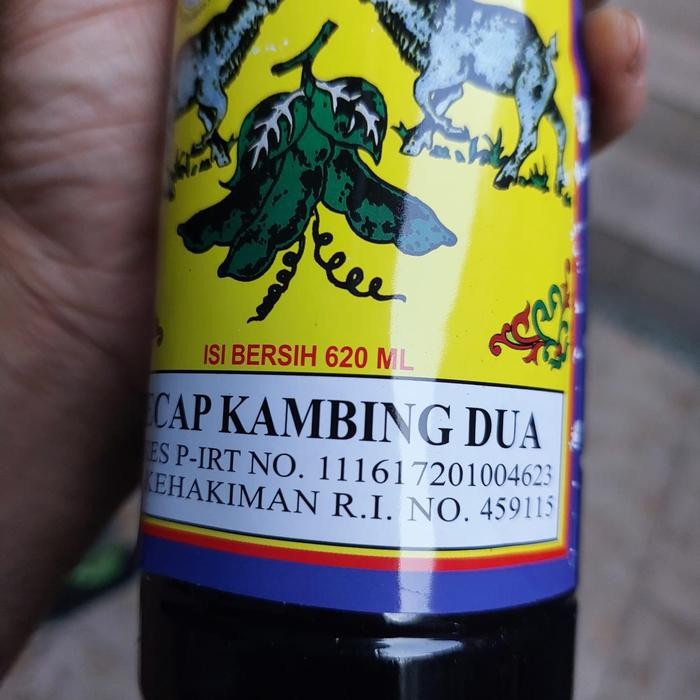 ISI BERSIH 620 ML
ECAP KAMBING DUA
ES P-IRT NO. 111617201004623
KEHAKIMAN R.I. NO. 459115